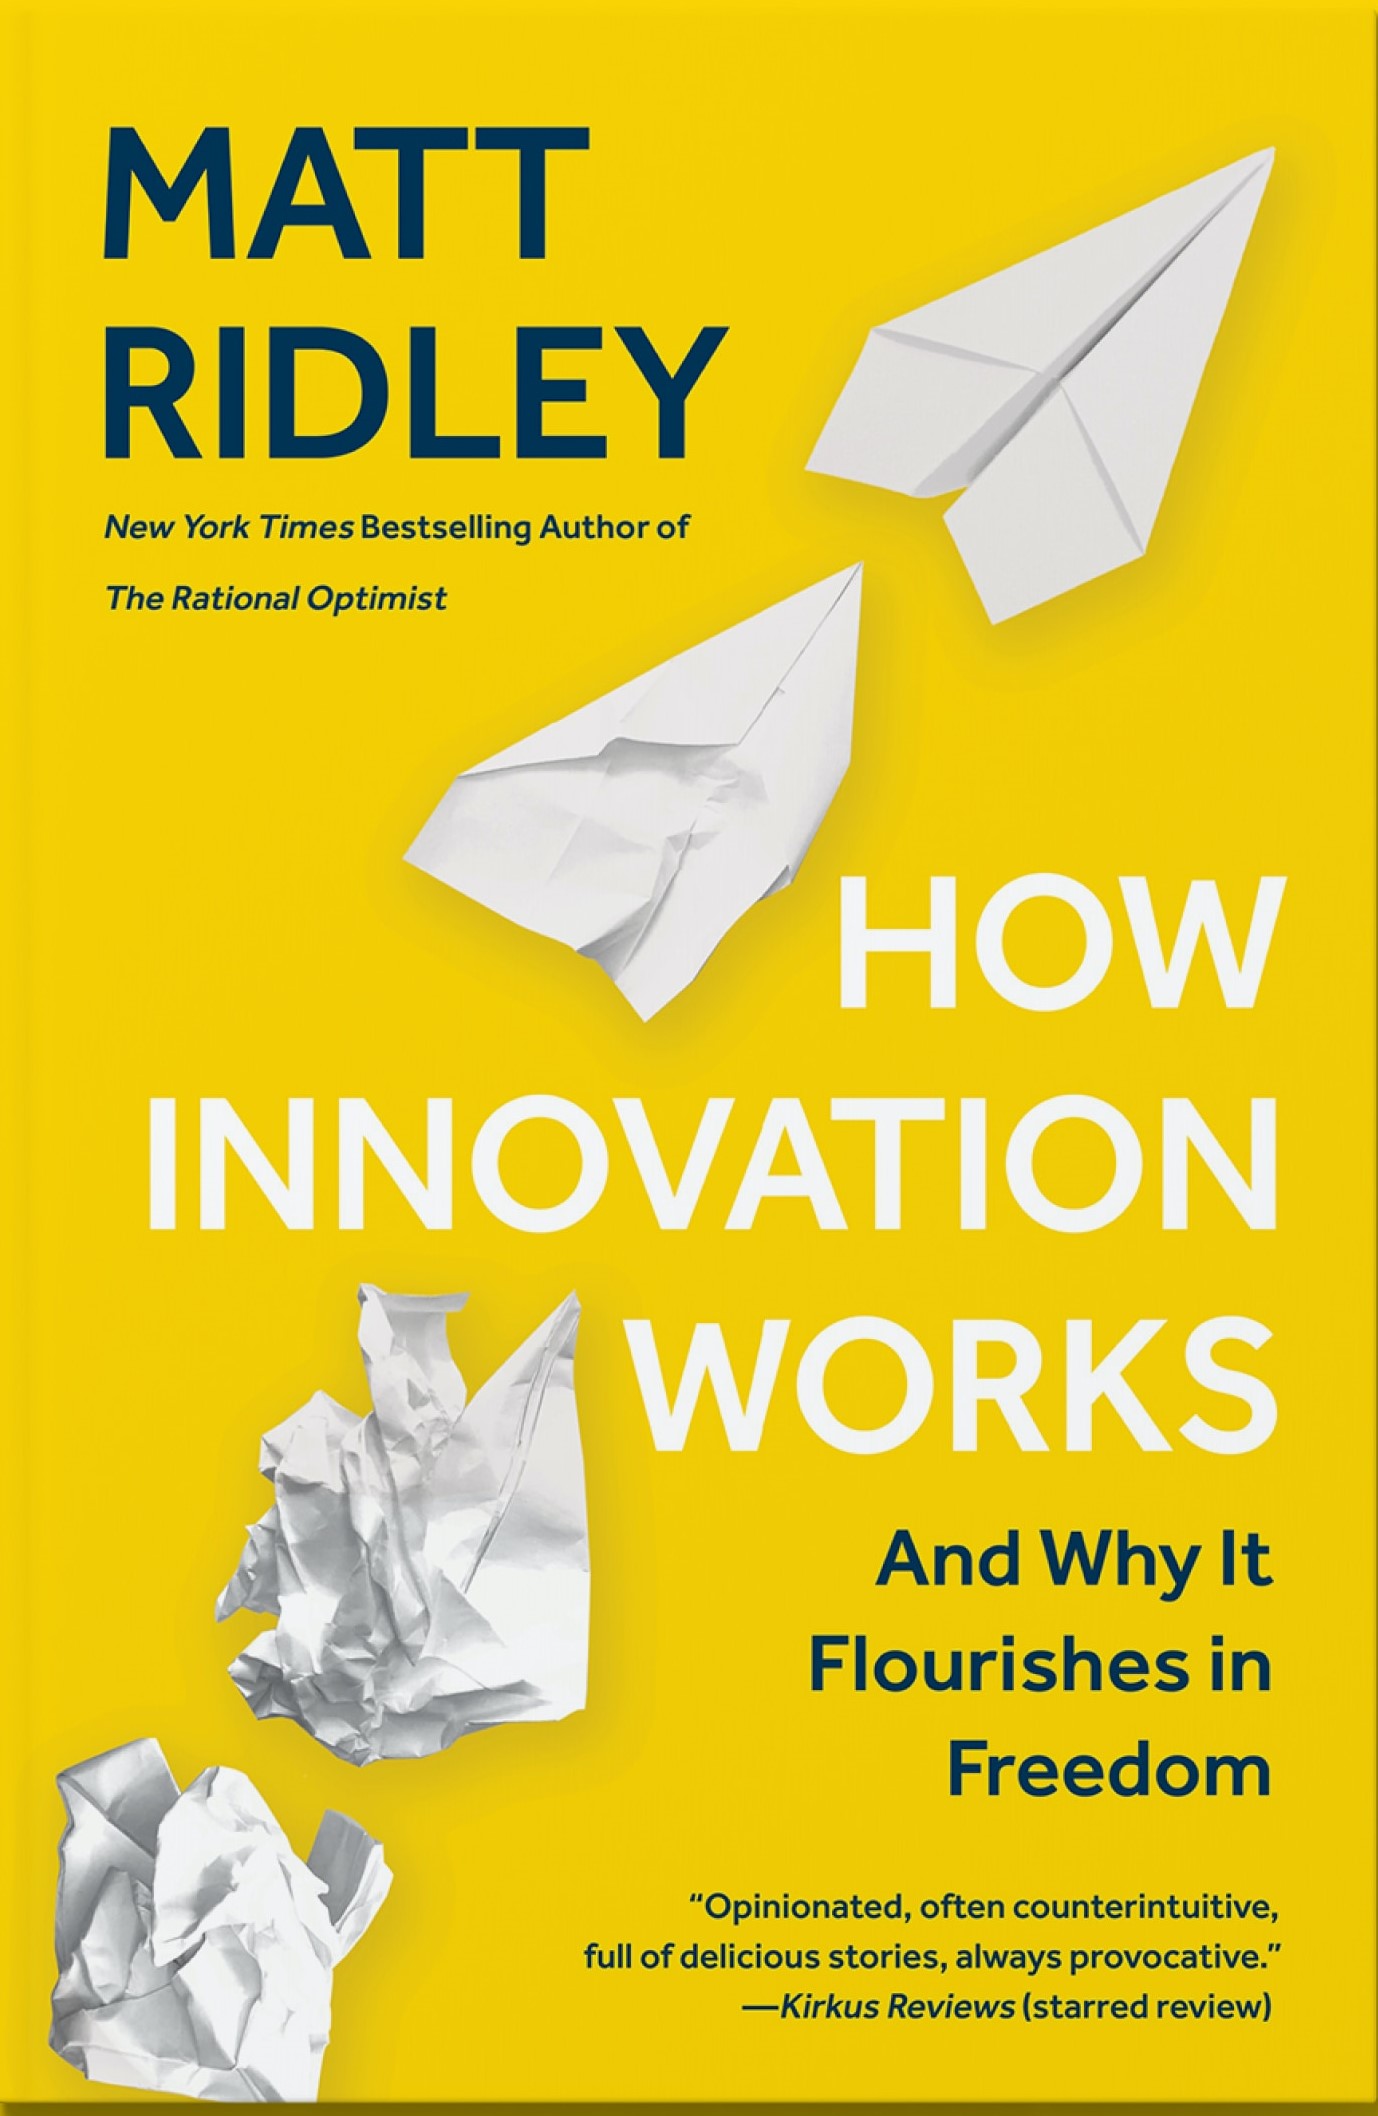 MATT
RIDLEY
New York Times Bestselling Author of
The Rational Optimist
HOW
INNOVATION
WORKS
And Why It
Flourishes in
Freedom
“Opinionated, often counterintuitive,
full of delicious stories, always provocative.”
—Kirkus Reviews (starred review)